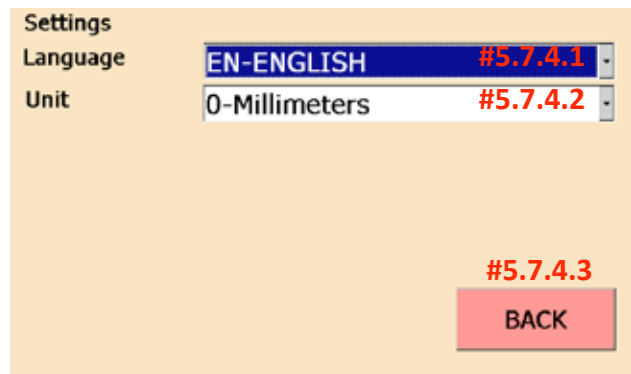 Settings
Language EN-ENGLISH #5.7.4.1
Unit 0-Millimeters #5.7.4.2
#5.7.4.3
BACK